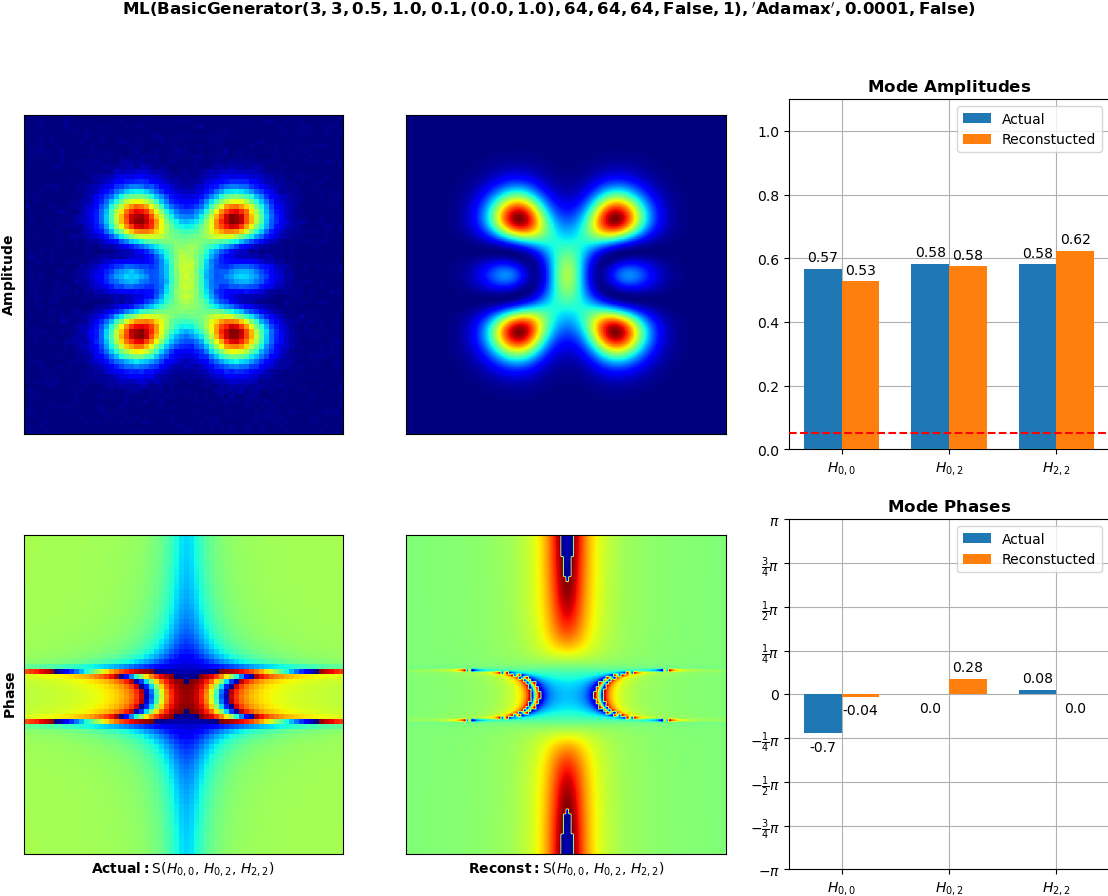 ML(BasicGenerator(3, 3, 0.5, 1.0, 0.1, (0.0, 1.0), 64, 64, 64, False, 1), ′Adamax′, 0.0001, False)
Amplitude
Mode Amplitudes
Actual
Reconstucted
1.0
0.8
0.6
0.4
0.2
0.0
0.57
0.53
0.58
0.58
0.58
0.62
H0,0
H0,2
H2,2
Phase
Actual: S(H0,0, H0,2, H2,2)
Reconst: S(H0,0, H0,2, H2,2)
Mode Phases
Actual
Reconstucted
π
3/4π
1/2π
1/4π
0
−1/4π
−1/2π
−3/4π
−π
-0.7
-0.04
0.0
0.28
0.08
0.0
H0,0
H0,2
H2,2